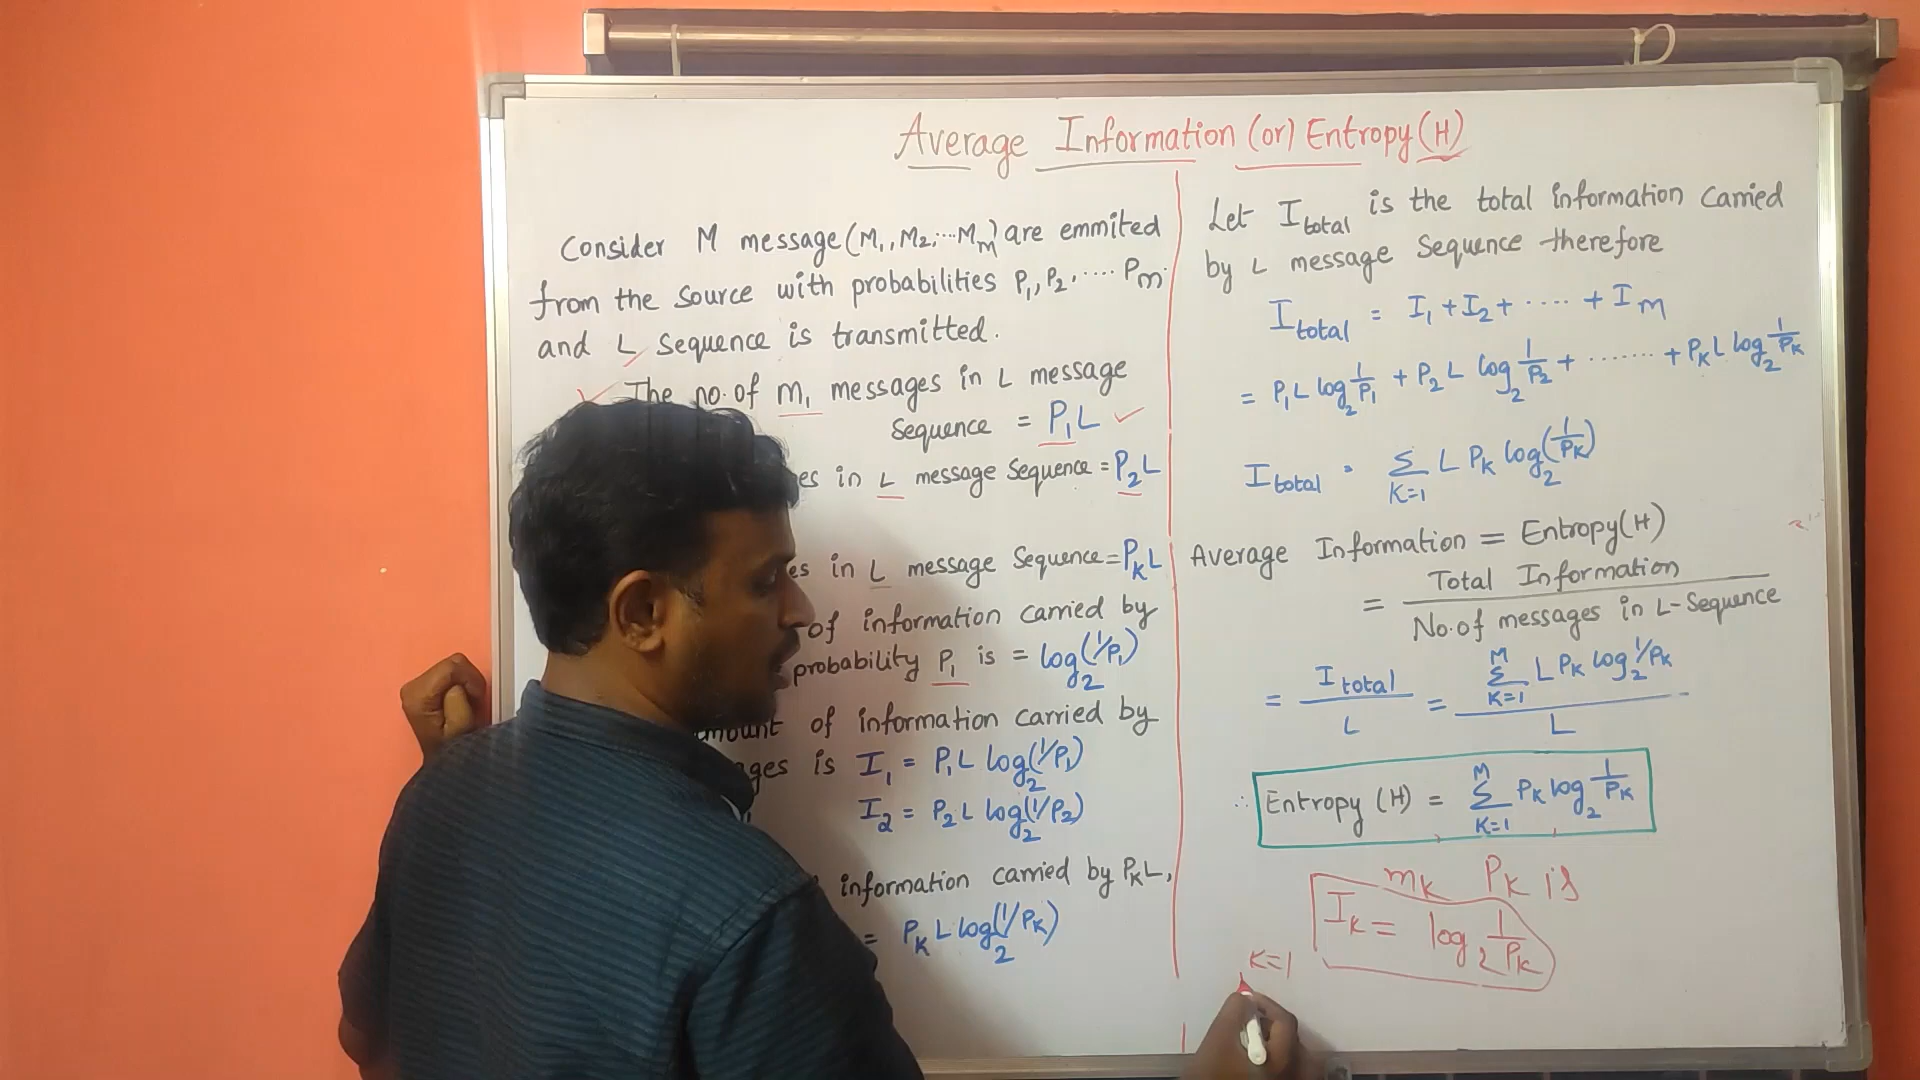 Average Information (or) Entropy (H)
Consider M message (M1, M2, ... Mm) are emmited
from the source with probabilities P1, P2, .... Pm
and L sequence is transmitted.
The no. of m1 messages in L message
sequence = P1L
es in L message sequence = P2L
es in L message sequence = PKL
of information carried by
probability P1 is = log2(1/P1)
amount of information carried by
ges is I1 = P1L log2(1/P1)
I2 = P2L log2(1/P2)
information carried by PKL,
= PK L log2(1/PK)
Let Itotal is the total information carried
by L message sequence therefore
Itotal = I1 + I2 + .... + IM
= P1L log2 1/P1 + P2L log2 1/P2 + ....... + PKL log2 1/PK
Itotal = Σ K=1 L PK log2(1/PK)
Average Information = Entropy(H)
= Total Information / No. of messages in L-Sequence
= Itotal / L = Σ M K=1 L PK log2 1/PK / L
∴ Entropy (H) = Σ M K=1 PK log2 1/PK
mK PK is
IK = log2 1/PK
K=1